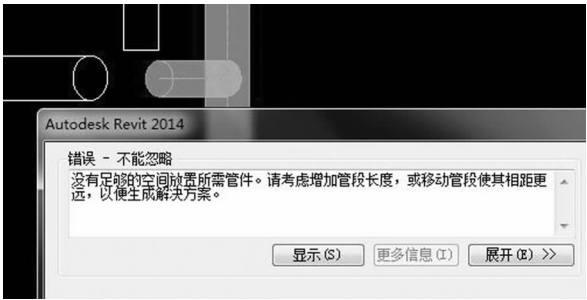 Autodesk Revit 2014
错误 - 不能忽略
没有足够的空间放置所需管件。请考虑增加管段长度，或移动管段使其相距更
远，以便生成解决方案。
显示(S) 更多信息(I) 展开(E) >>